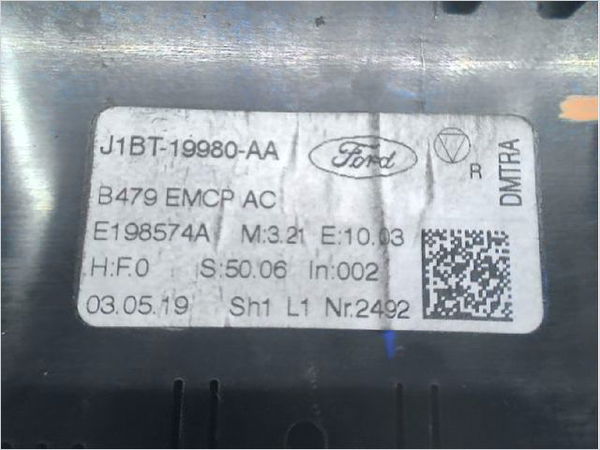 J1BT-19980-AA
Ford
R
DMTRA
B479 EMCP AC
E198574A M:3.21 E:10.03
H:F.0 S:50.06 In:002
03.05.19 Sh1 L1 Nr.2492